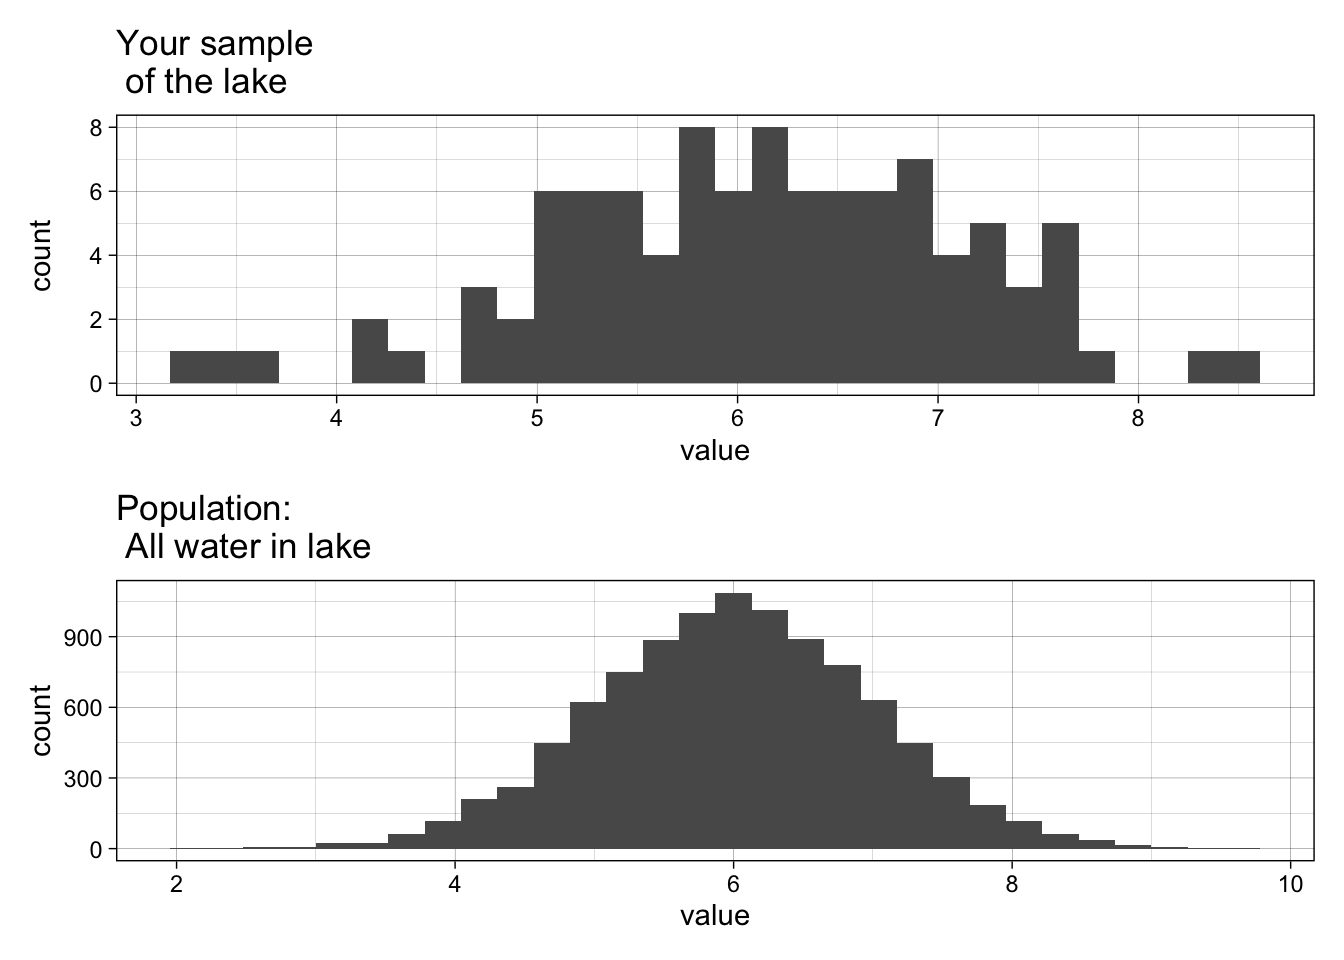 Your sample
of the lake
8
6
4
2
0
count
3 4 5 6 7 8
value
Population:
All water in lake
900
600
300
0
count
2 4 6 8 10
value